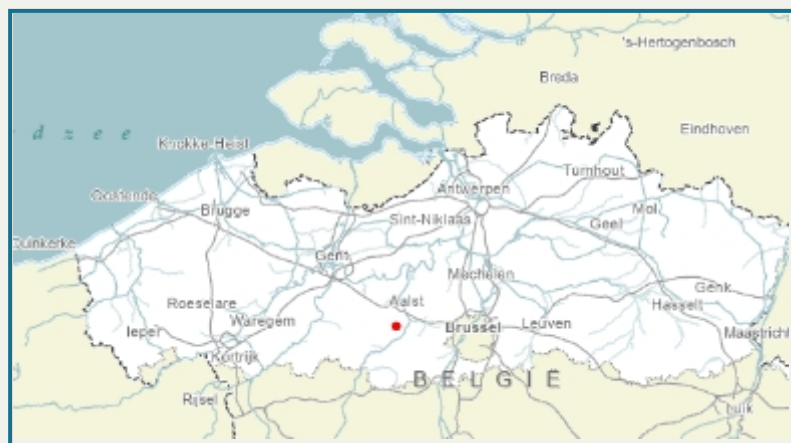 's-Hertogenbosch
Breda
d z e e
Eindhoven
Knokke-Heist
Turnhout
Oostende
Antwerpen
Brugge
Mol
Sint-Niklaas
Geel
Duinkerke
Gent
Mechelen
Genk
Roeselare
Aalst
Hasselt
Waregem
Ieper
Brussel
Leuven
Maastricht
Kortrijk
BELGIË
Rijsel
Luik